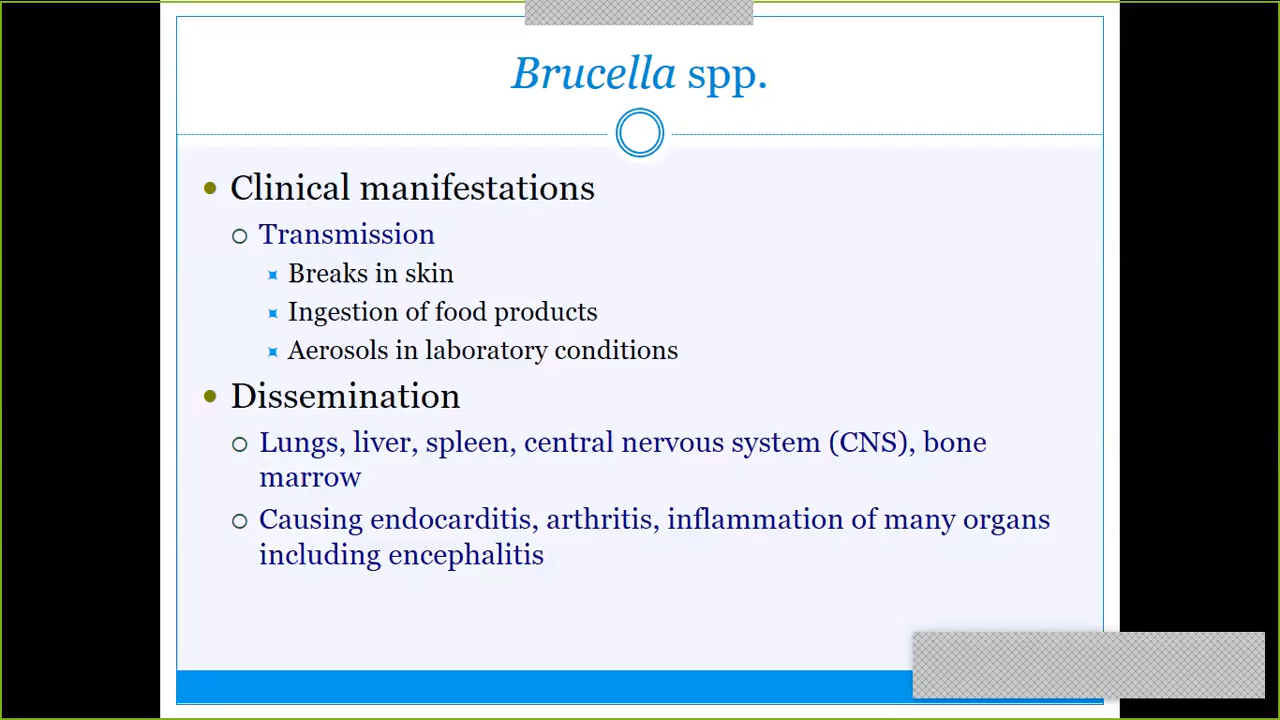 Brucella spp.
Clinical manifestations
Transmission
Breaks in skin
Ingestion of food products
Aerosols in laboratory conditions
Dissemination
Lungs, liver, spleen, central nervous system (CNS), bone
marrow
Causing endocarditis, arthritis, inflammation of many organs
including encephalitis